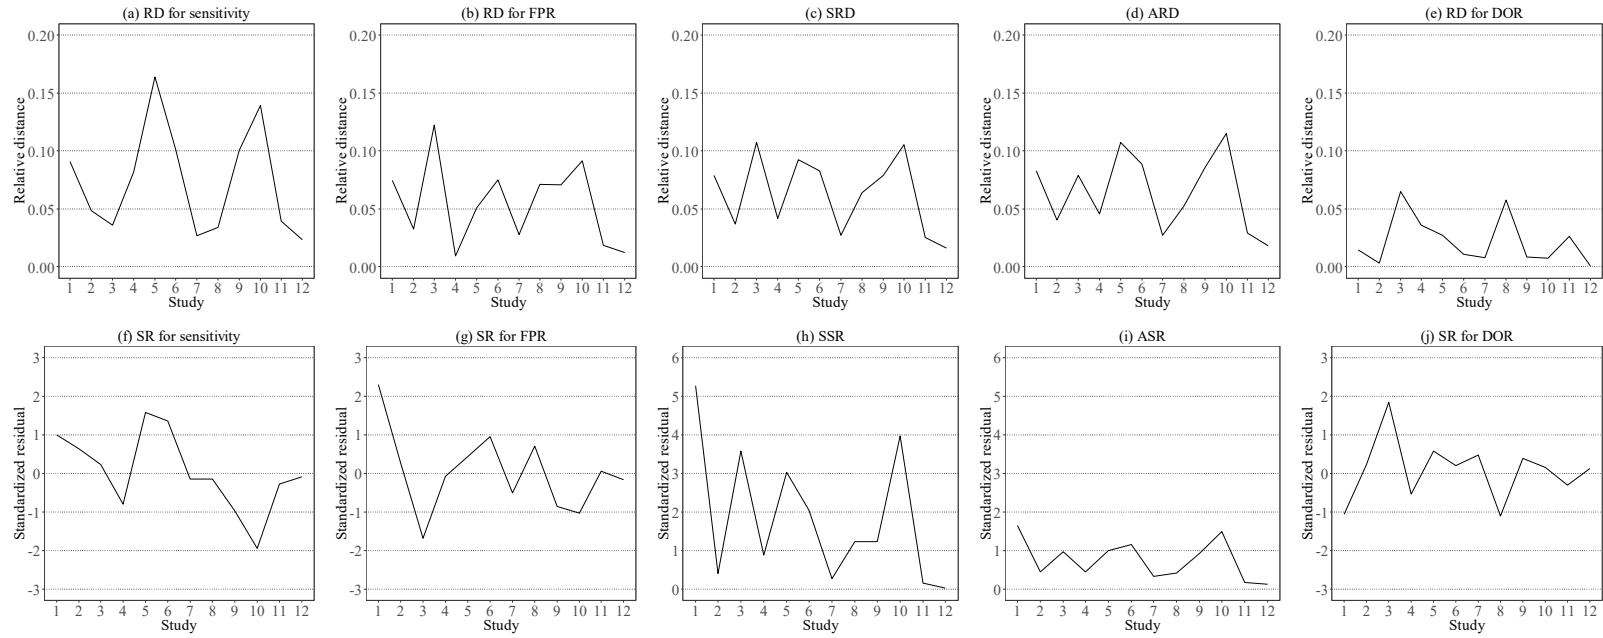 (a) RD for sensitivity
(b) RD for FPR
(c) SRD
(d) ARD
(e) RD for DOR
Relative distance
0.20
0.15
0.10
0.05
0.00
1 2 3 4 5 6 7 8 9 10 11 12
Study
Relative distance
0.20
0.15
0.10
0.05
0.00
1 2 3 4 5 6 7 8 9 10 11 12
Study
Relative distance
0.20
0.15
0.10
0.05
0.00
1 2 3 4 5 6 7 8 9 10 11 12
Study
Relative distance
0.20
0.15
0.10
0.05
0.00
1 2 3 4 5 6 7 8 9 10 11 12
Study
Relative distance
0.20
0.15
0.10
0.05
0.00
1 2 3 4 5 6 7 8 9 10 11 12
Study
(f) SR for sensitivity
(g) SR for FPR
(h) SSR
(i) ASR
(j) SR for DOR
Standardized residual
3
2
1
0
-1
-2
-3
1 2 3 4 5 6 7 8 9 10 11 12
Study
Standardized residual
3
2
1
0
-1
-2
-3
1 2 3 4 5 6 7 8 9 10 11 12
Study
Standardized residual
6
5
4
3
2
1
0
1 2 3 4 5 6 7 8 9 10 11 12
Study
Standardized residual
6
5
4
3
2
1
0
1 2 3 4 5 6 7 8 9 10 11 12
Study
Standardized residual
3
2
1
0
-1
-2
-3
1 2 3 4 5 6 7 8 9 10 11 12
Study